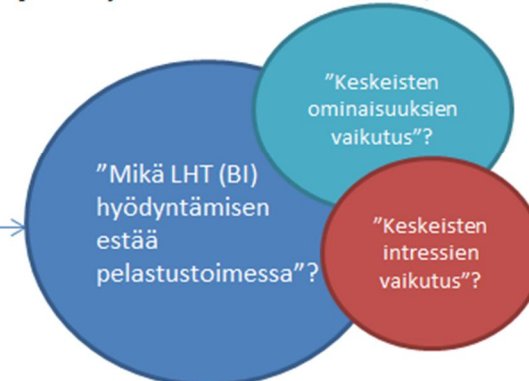 "Mikä LHT (BI)
hyödyntämisen
estää
pelastustoimessa"?
"Keskeisten
ominaisuuksien
vaikutus"?
"Keskeisten
intressien
vaikutus"?